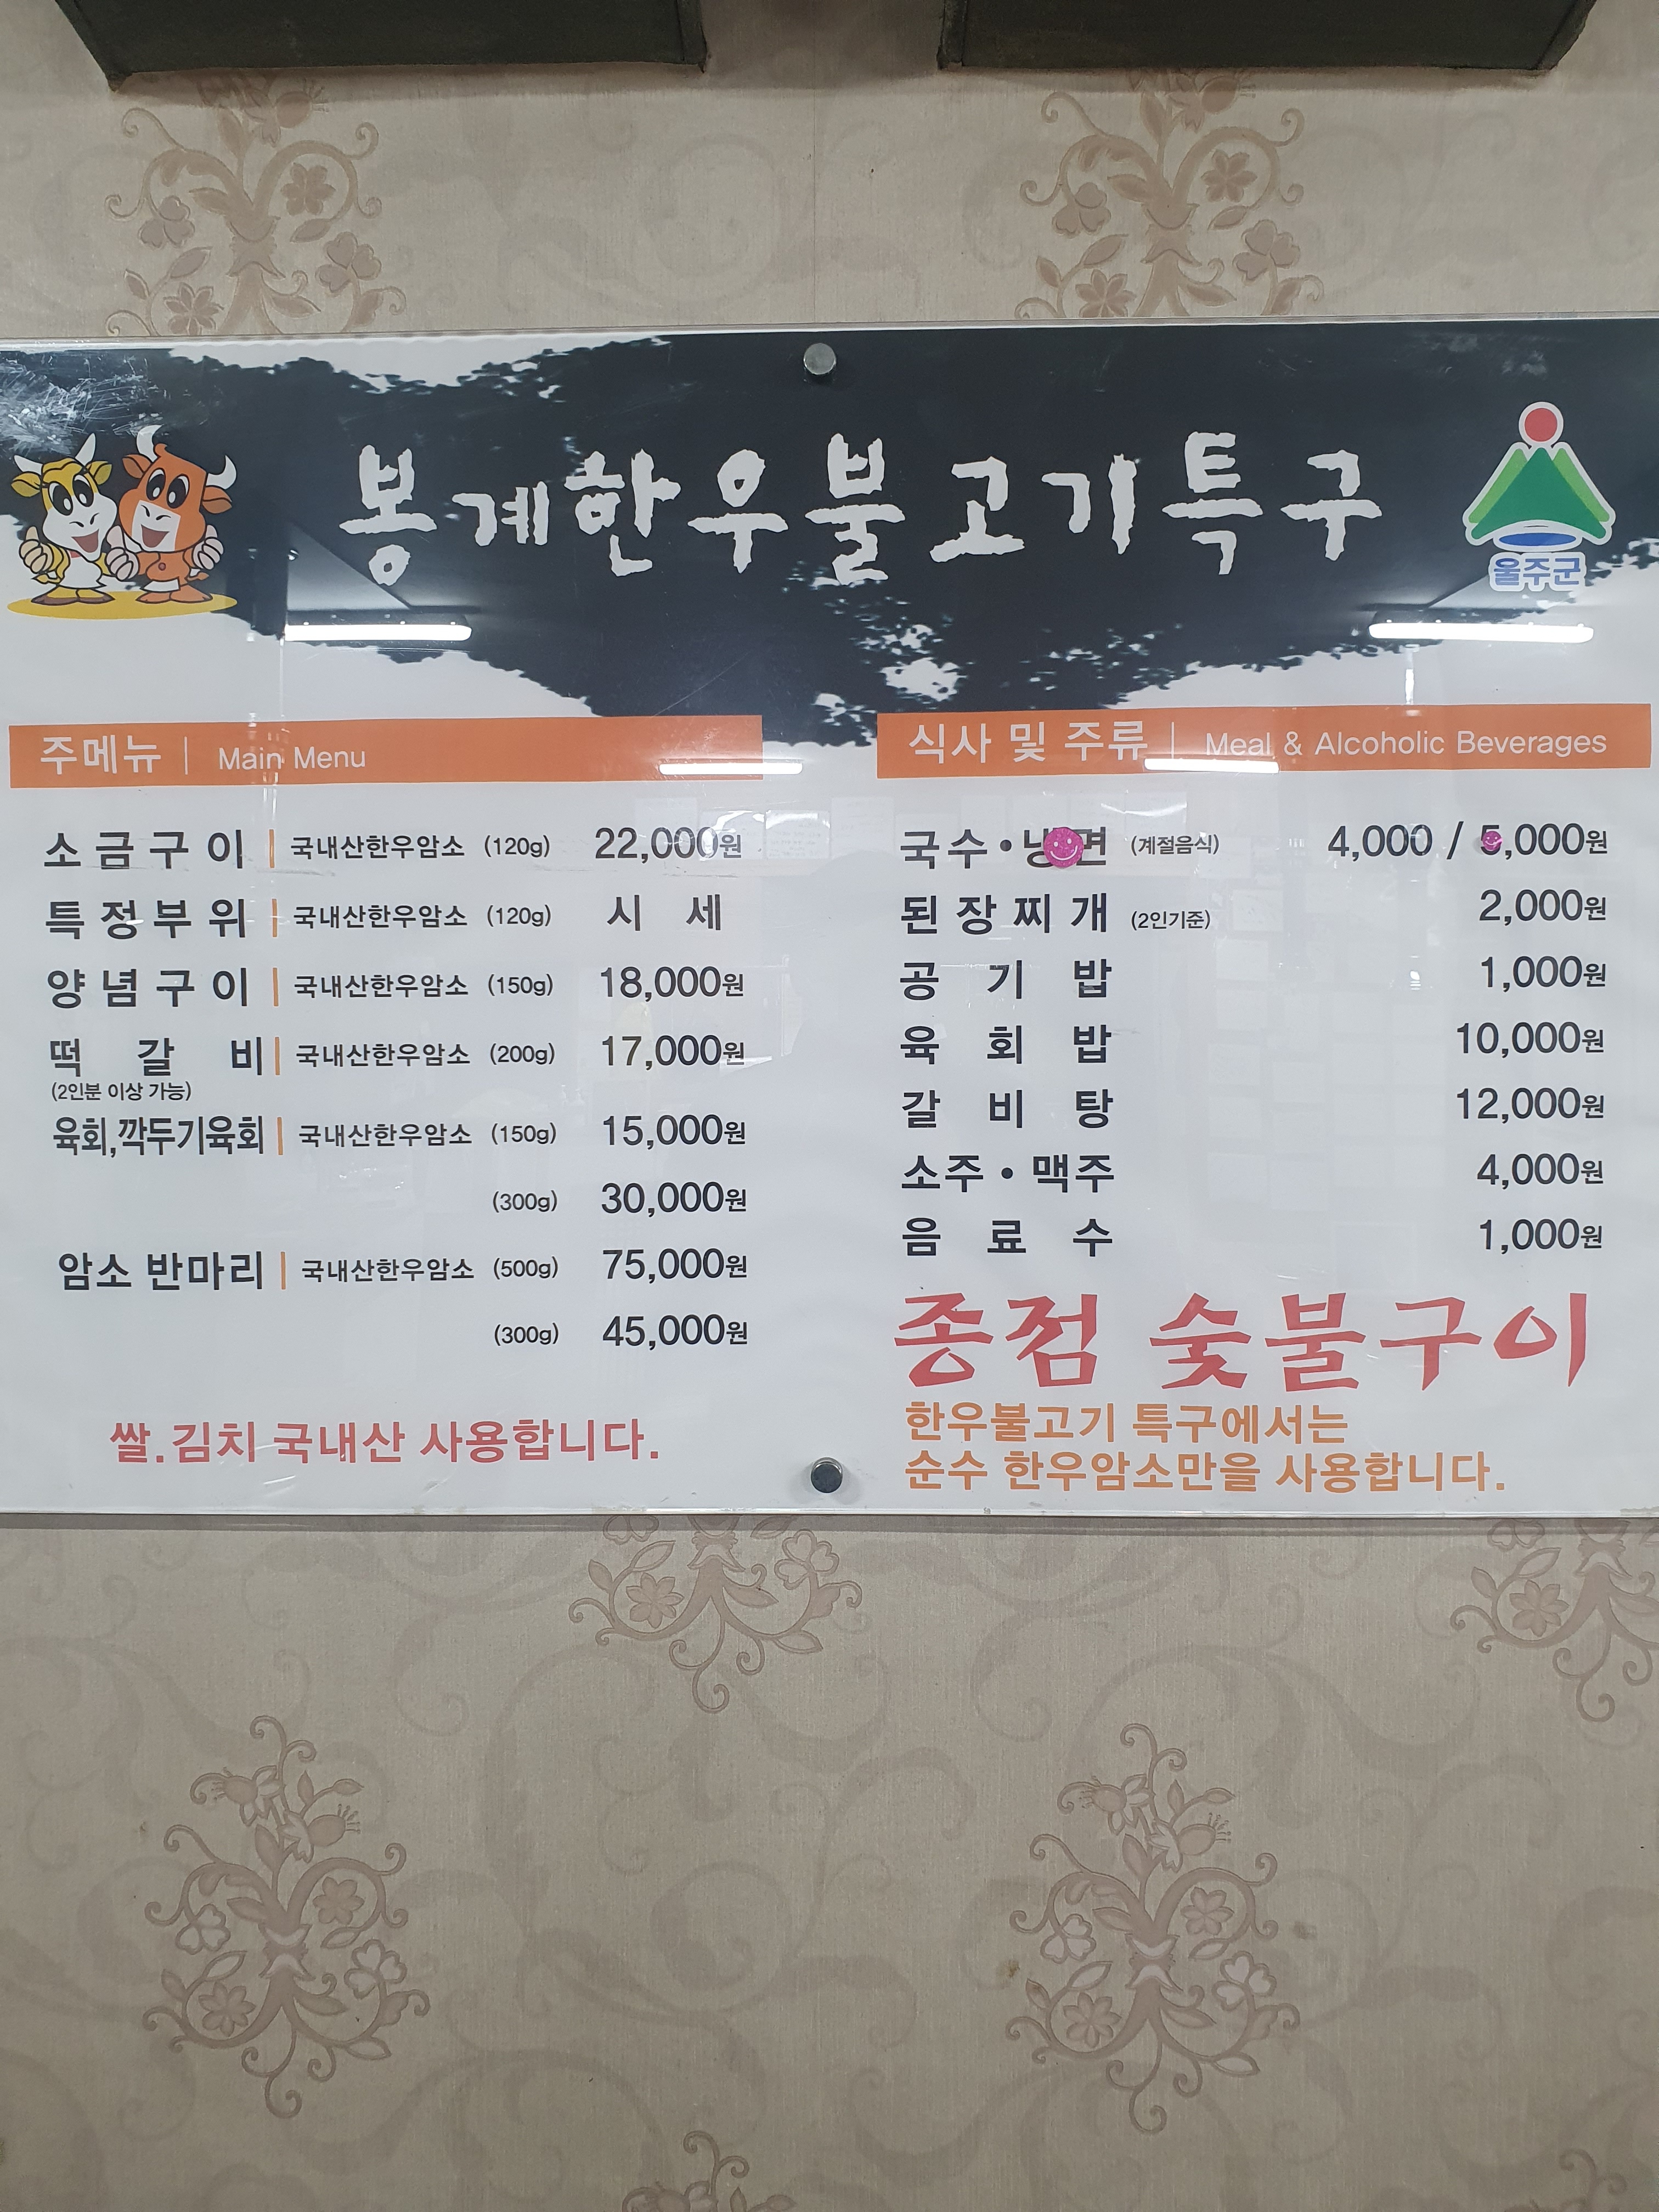 봉계한우불고기특구
울주군
주메뉴 | Main Menu
소금구이 | 국내산한우암소 (120g) 22,000원
특정부위 | 국내산한우암소 (120g) 시 세
양념구이 | 국내산한우암소 (150g) 18,000원
떡 갈 비 | 국내산한우암소 (200g) 17,000원
(2인분 이상 가능)
육회,깍두기육회 | 국내산한우암소 (150g) 15,000원
(300g) 30,000원
암소 반마리 | 국내산한우암소 (500g) 75,000원
(300g) 45,000원
쌀.김치 국내산 사용합니다.
식사 및 주류 | Meal & Alcoholic Beverages
국수•냉면 (계절음식) 4,000 / 5,000원
된장찌개 (2인기준) 2,000원
공 기 밥 1,000원
육 회 밥 10,000원
갈 비 탕 12,000원
소주•맥주 4,000원
음 료 수 1,000원
종점 숯불구이
한우불고기 특구에서는
순수 한우암소만을 사용합니다.